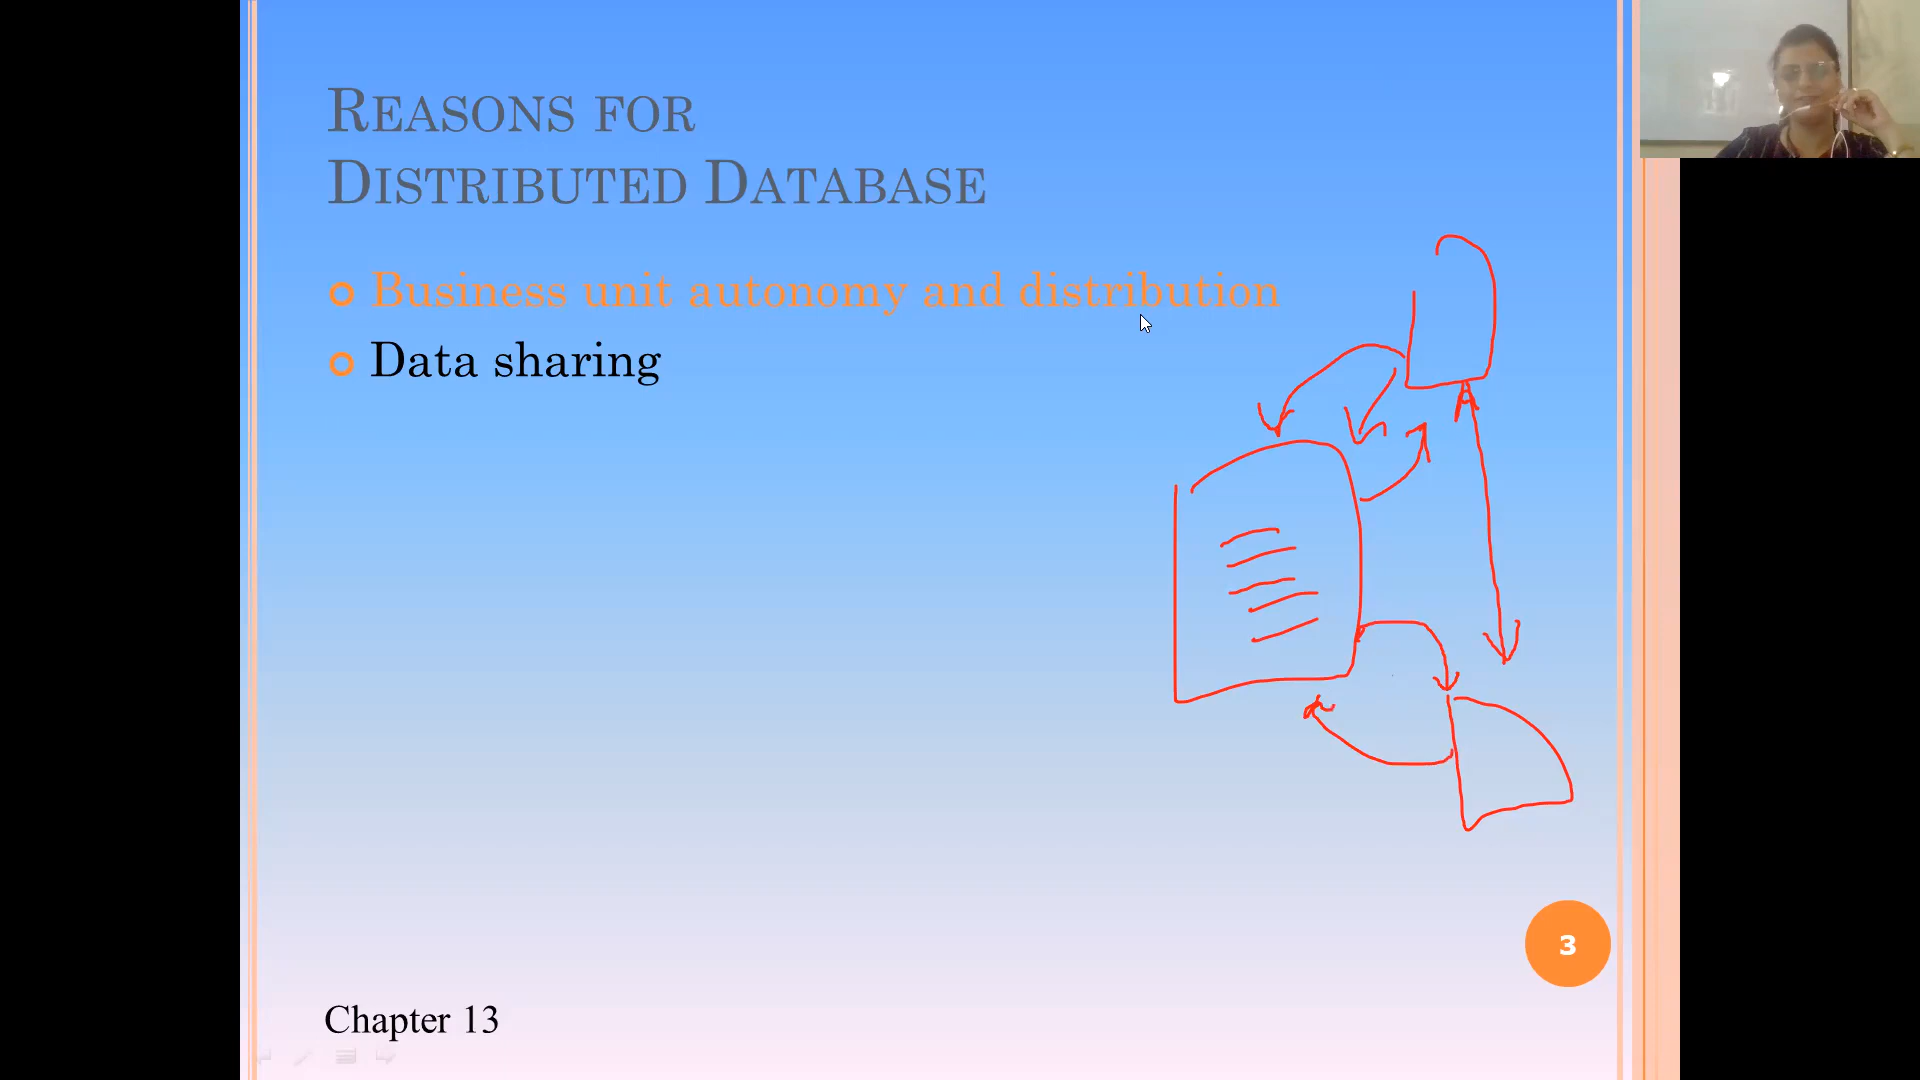 Reasons for
Distributed Database
Business unit autonomy and distribution
Data sharing
3
Chapter 13